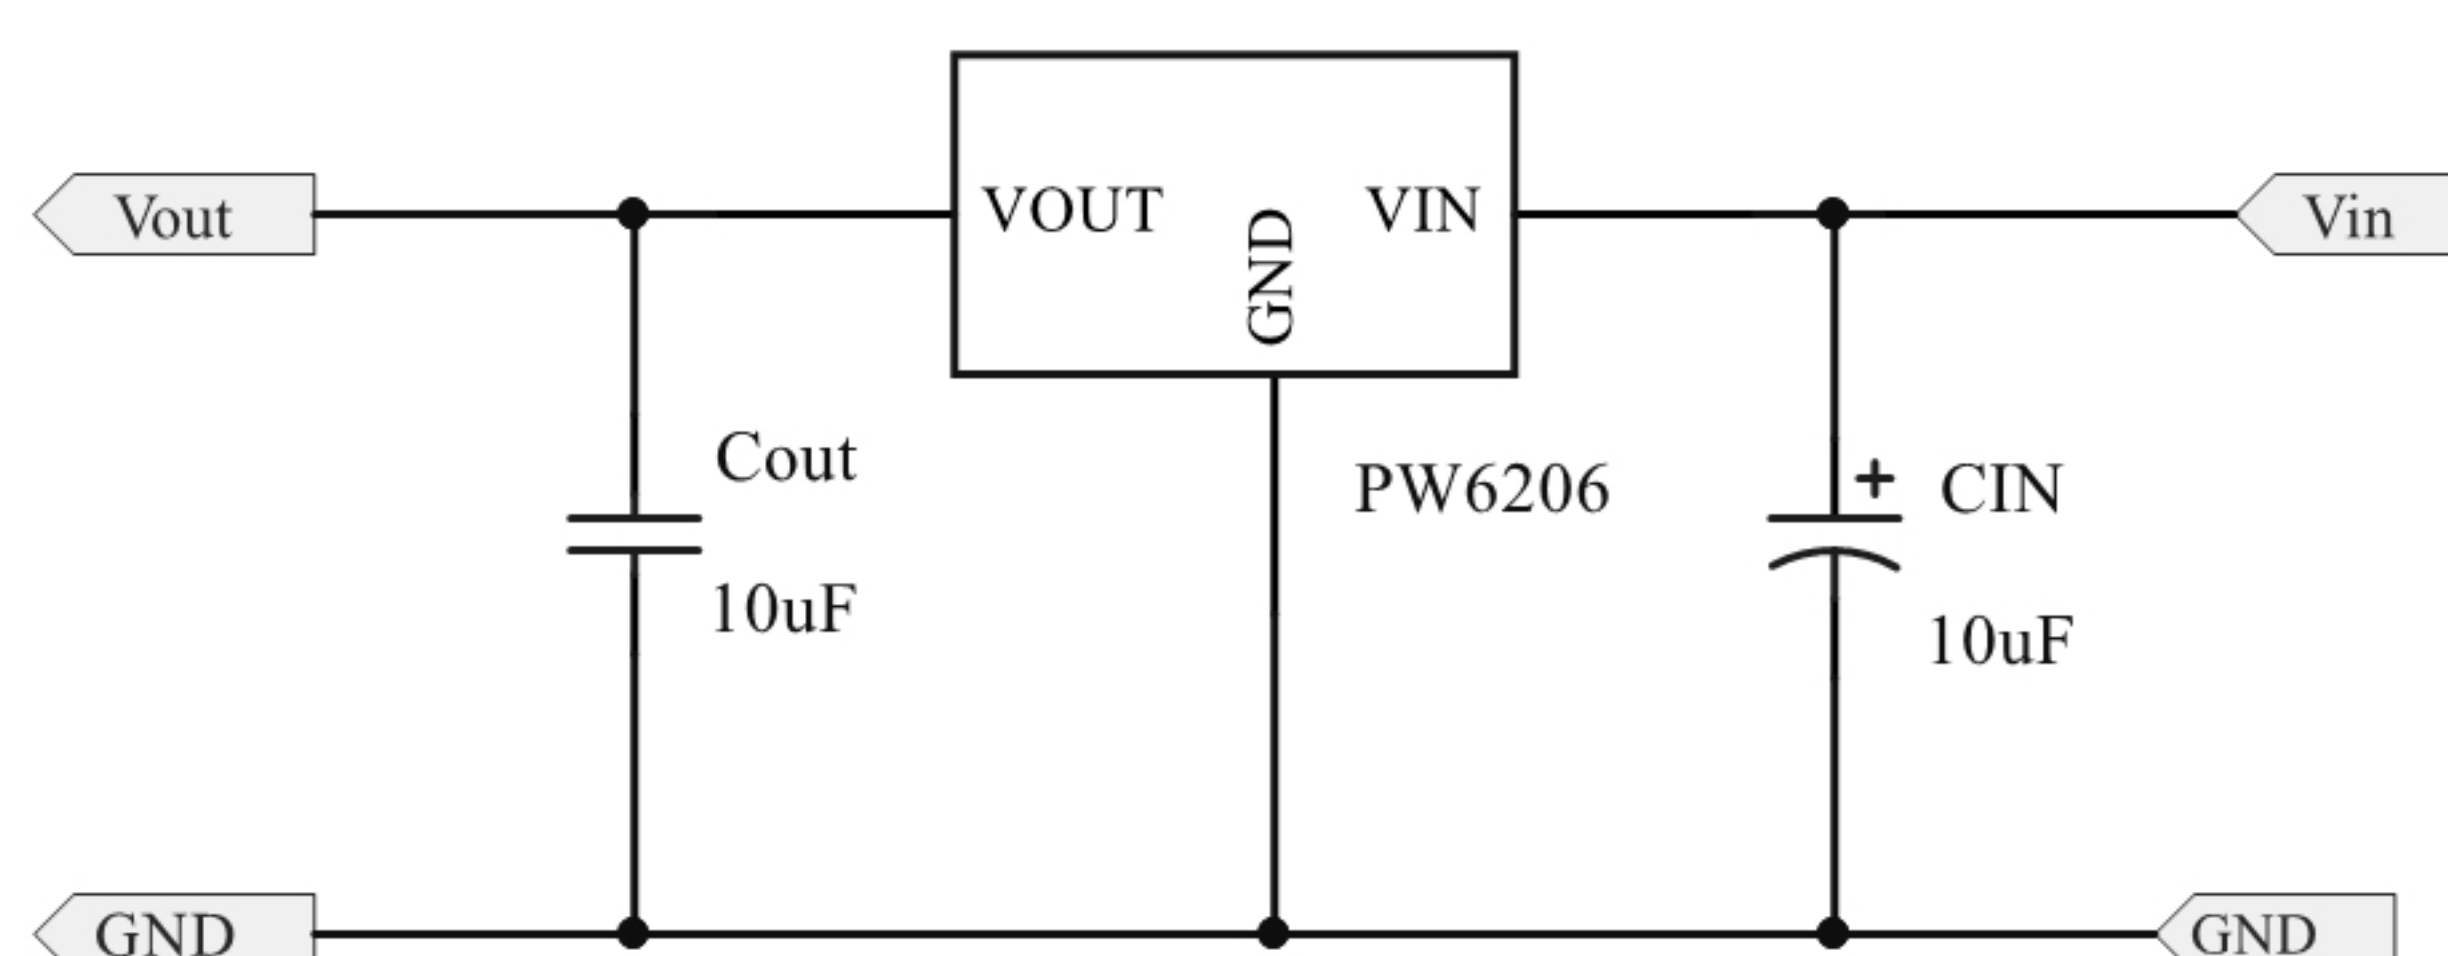 Vout
VOUT
GND
VIN
Vin
Cout
10uF
PW6206
+
CIN
10uF
GND
GND